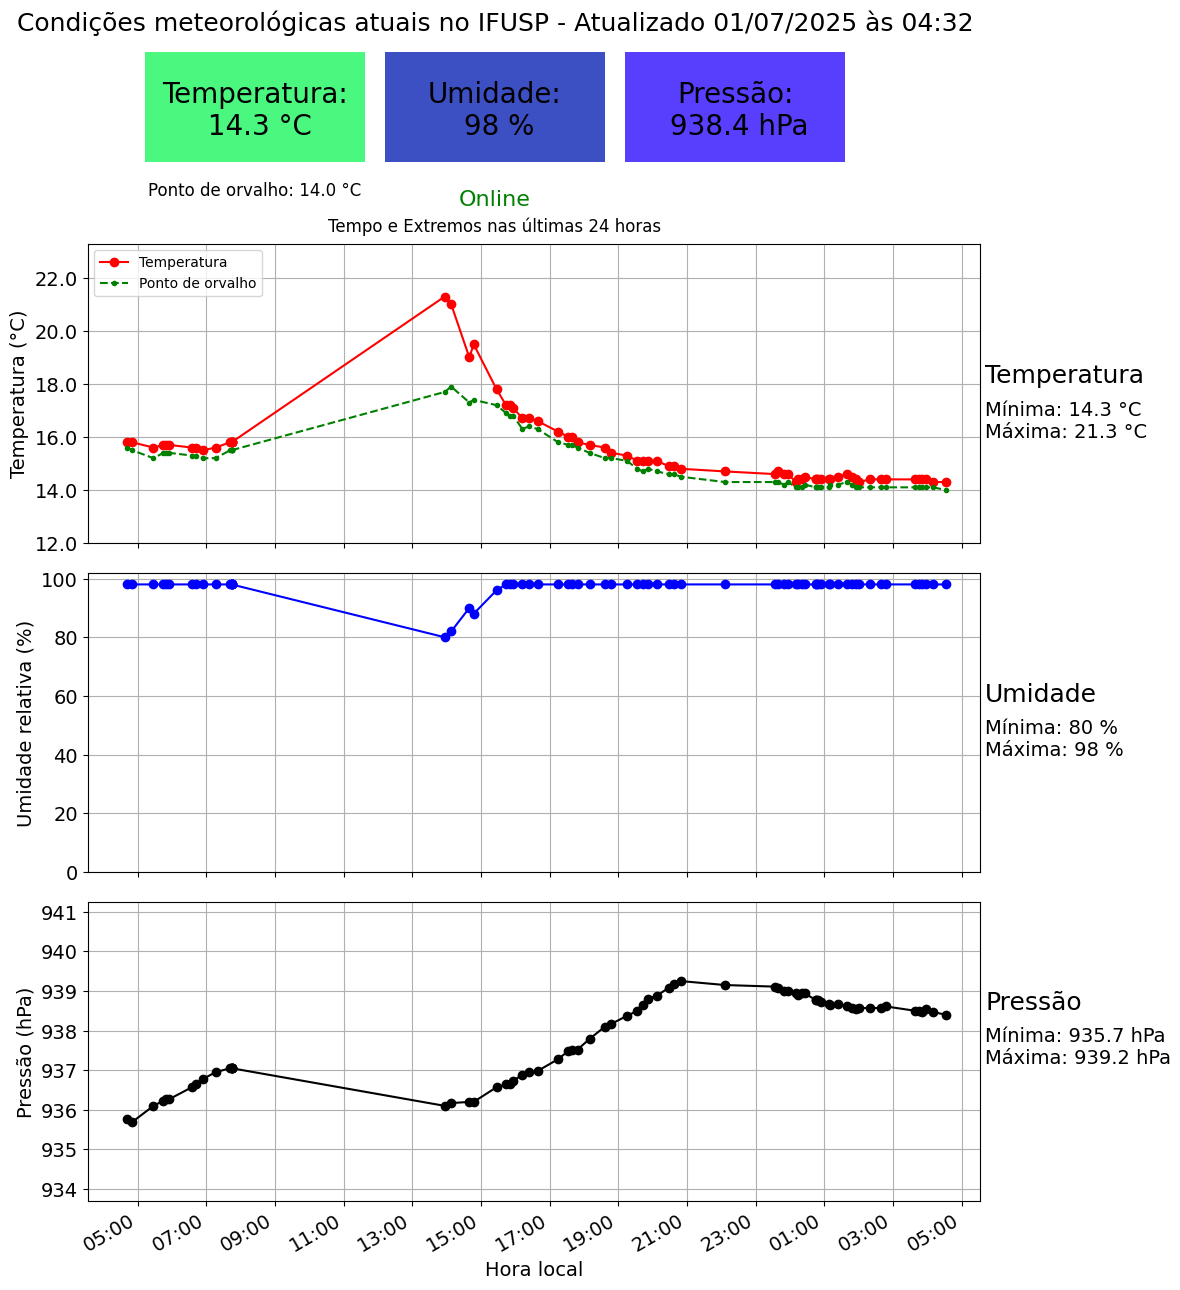 Condições meteorológicas atuais no IFUSP - Atualizado 01/07/2025 às 04:32
Temperatura:
14.3 °C
Umidade:
98 %
Pressão:
938.4 hPa
Ponto de orvalho: 14.0 °C
Online
Tempo e Extremos nas últimas 24 horas
Temperatura
Ponto de orvalho
Temperatura (°C)
22.0
20.0
18.0
16.0
14.0
12.0
Temperatura
Mínima: 14.3 °C
Máxima: 21.3 °C
Umidade relativa (%)
100
80
60
40
20
0
Umidade
Mínima: 80 %
Máxima: 98 %
Pressão (hPa)
941
940
939
938
937
936
935
934
Pressão
Mínima: 935.7 hPa
Máxima: 939.2 hPa
05:00 07:00 09:00 11:00 13:00 15:00 17:00 19:00 21:00 23:00 01:00 03:00 05:00
Hora local